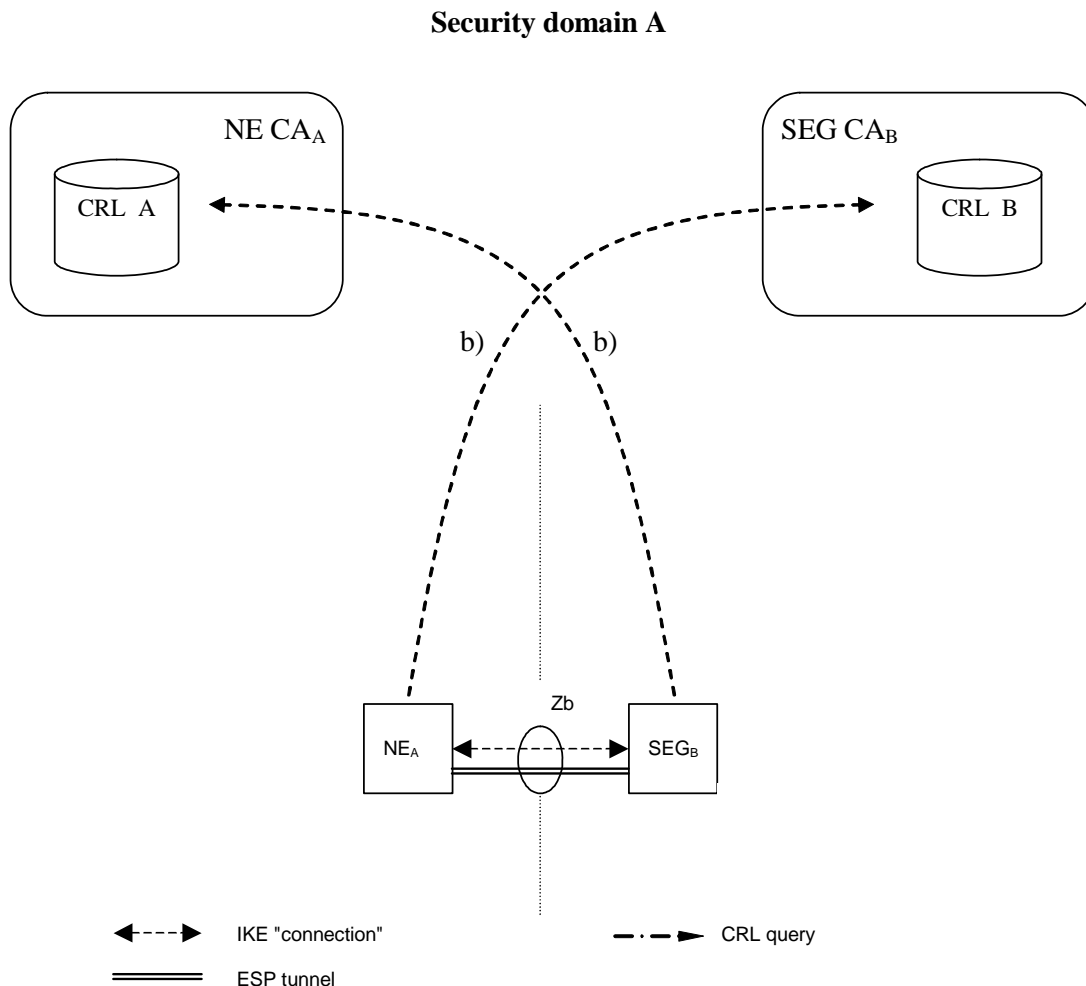 Security domain A
NE CA_A
SEG CA_B
CRL A
CRL B
b)
b)
Zb
NE_A
SEG_B
IKE "connection"
CRL query
ESP tunnel